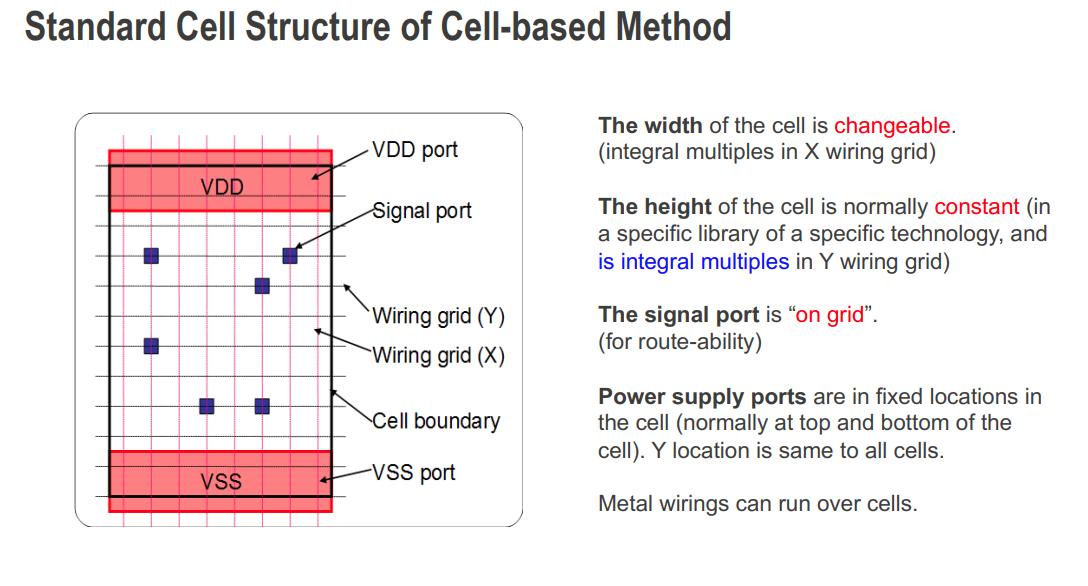 Standard Cell Structure of Cell-based Method
VDD port
VDD
Signal port
Wiring grid (Y)
Wiring grid (X)
Cell boundary
VSS port
VSS
The width of the cell is changeable.
(integral multiples in X wiring grid)
The height of the cell is normally constant (in
a specific library of a specific technology, and
is integral multiples in Y wiring grid)
The signal port is “on grid”.
(for route-ability)
Power supply ports are in fixed locations in
the cell (normally at top and bottom of the
cell). Y location is same to all cells.
Metal wirings can run over cells.